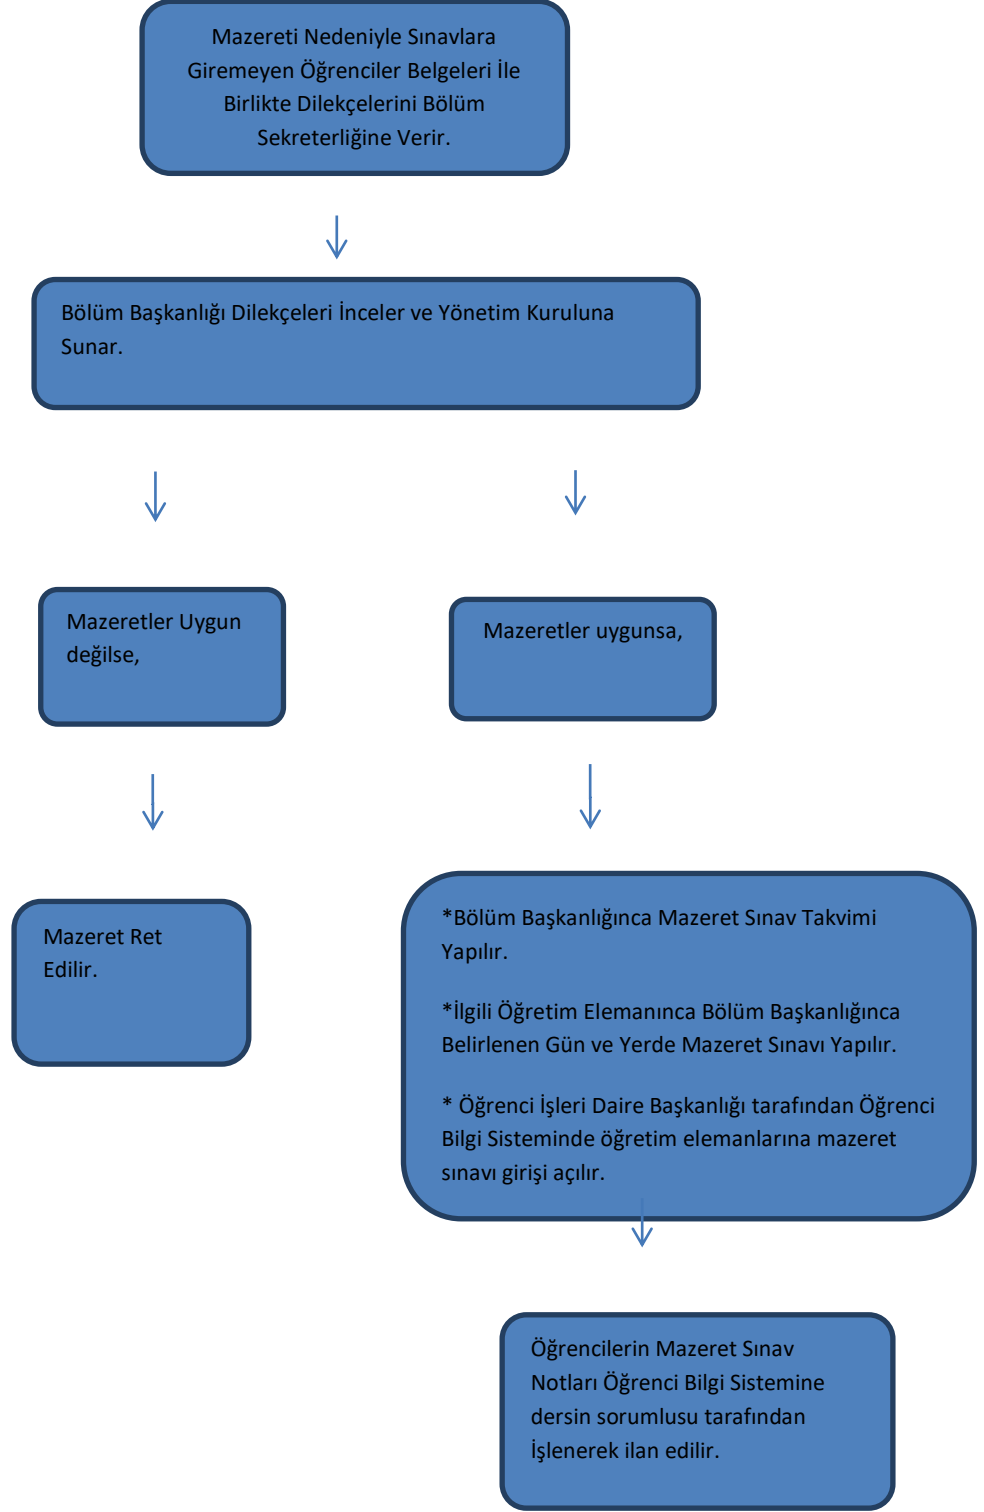 Mazereti Nedeniyle Sınavlara
Giremeyen Öğrenciler Belgeleri İle
Birlikte Dilekçelerini Bölüm
Sekreterliğine Verir.
Bölüm Başkanlığı Dilekçeleri İnceler ve Yönetim Kuruluna
Sunar.
Mazeretler Uygun
değilse,
Mazeretler uygunsa,
Mazeret Ret
Edilir.
*Bölüm Başkanlığınca Mazeret Sınav Takvimi
Yapılır.
*İlgili Öğretim Elemanınca Bölüm Başkanlığınca
Belirlenen Gün ve Yerde Mazeret Sınavı Yapılır.
* Öğrenci İşleri Daire Başkanlığı tarafından Öğrenci
Bilgi Sisteminde öğretim elemanlarına mazeret
sınavı girişi açılır.
Öğrencilerin Mazeret Sınav
Notları Öğrenci Bilgi Sistemine
dersin sorumlusu tarafından
İşlenerek ilan edilir.